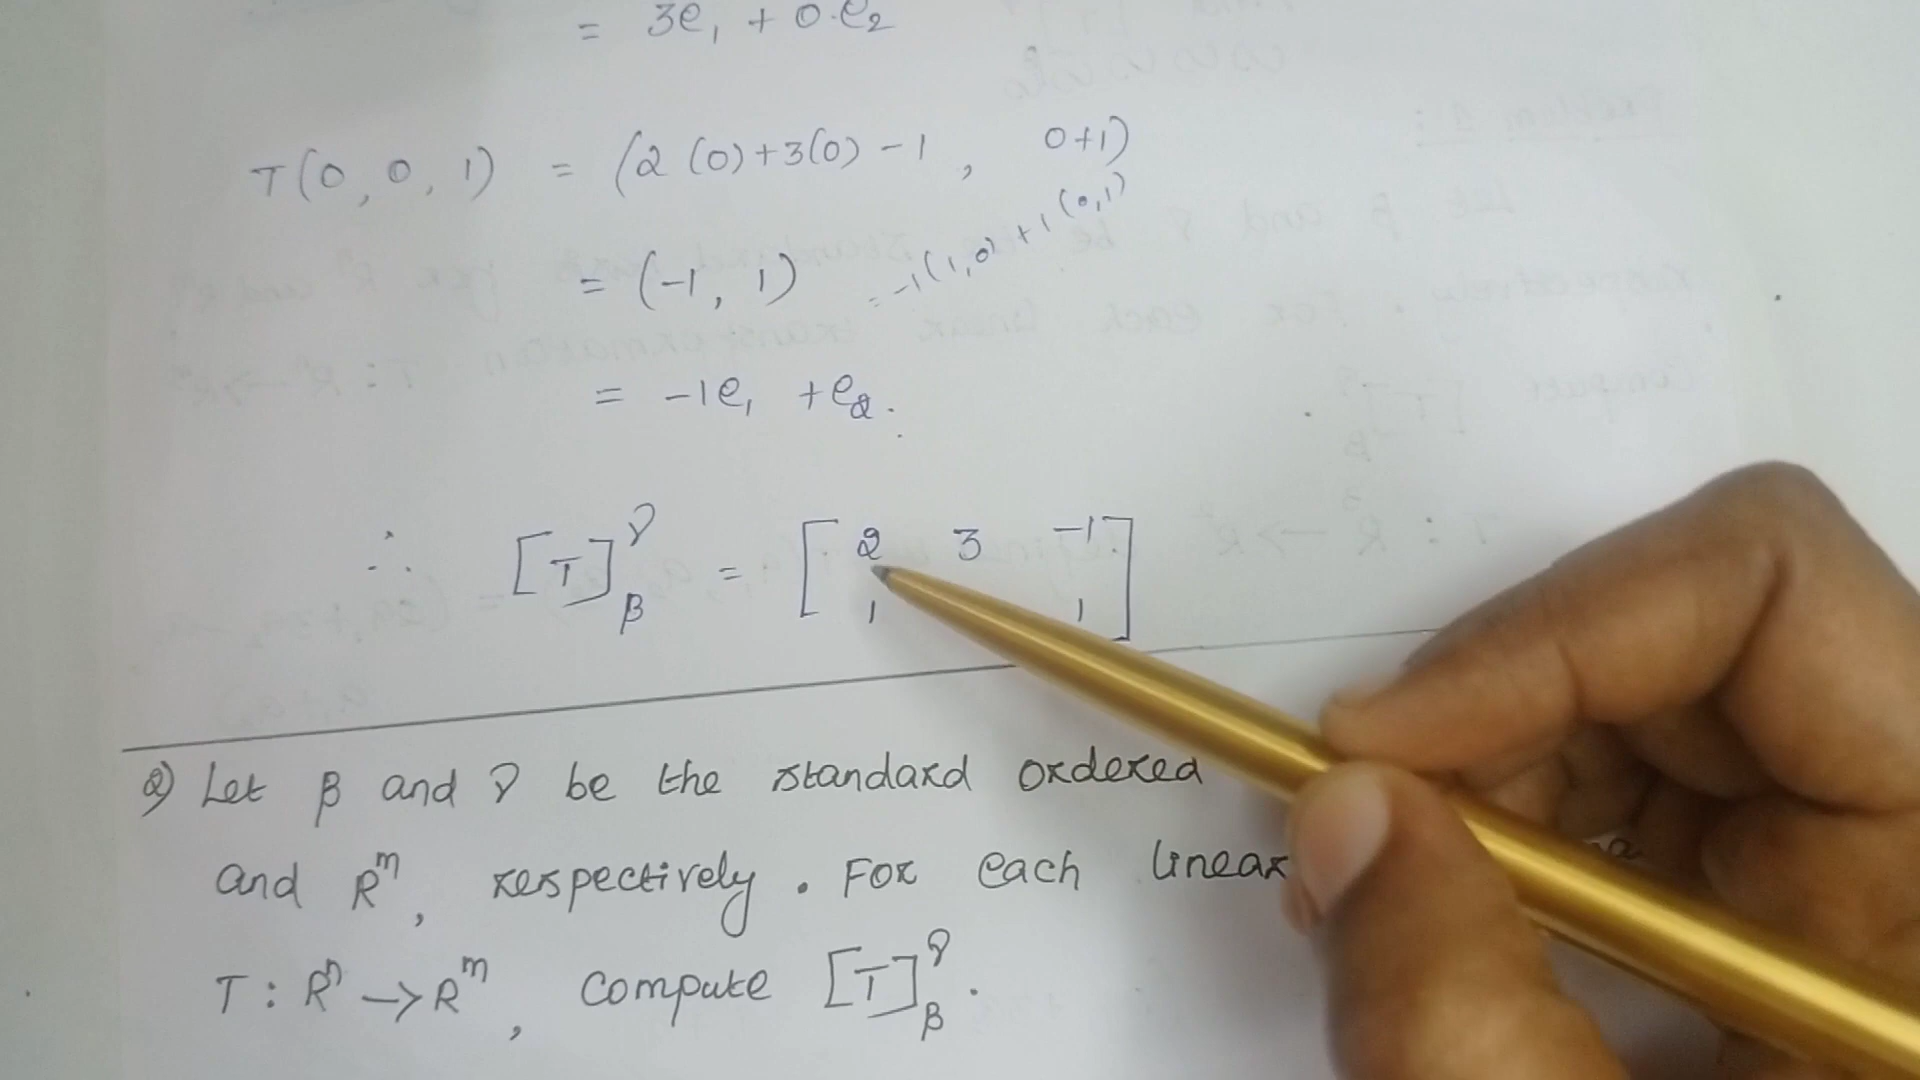 = 3e₁ + 0·e₂
T(0, 0, 1) = (2(0)+3(0)-1, 0+1)
= (-1, 1) = -1(1,0)+1(0,1)
= -1e₁ + e₂.
∴ [T]ᵧᵦ = [ 2 3 -1
1 1 ]
2) Let β and γ be the standard ordered
and Rᵐ, respectively. For each linear
T : Rⁿ → Rᵐ, compute [T]ᵧᵦ.